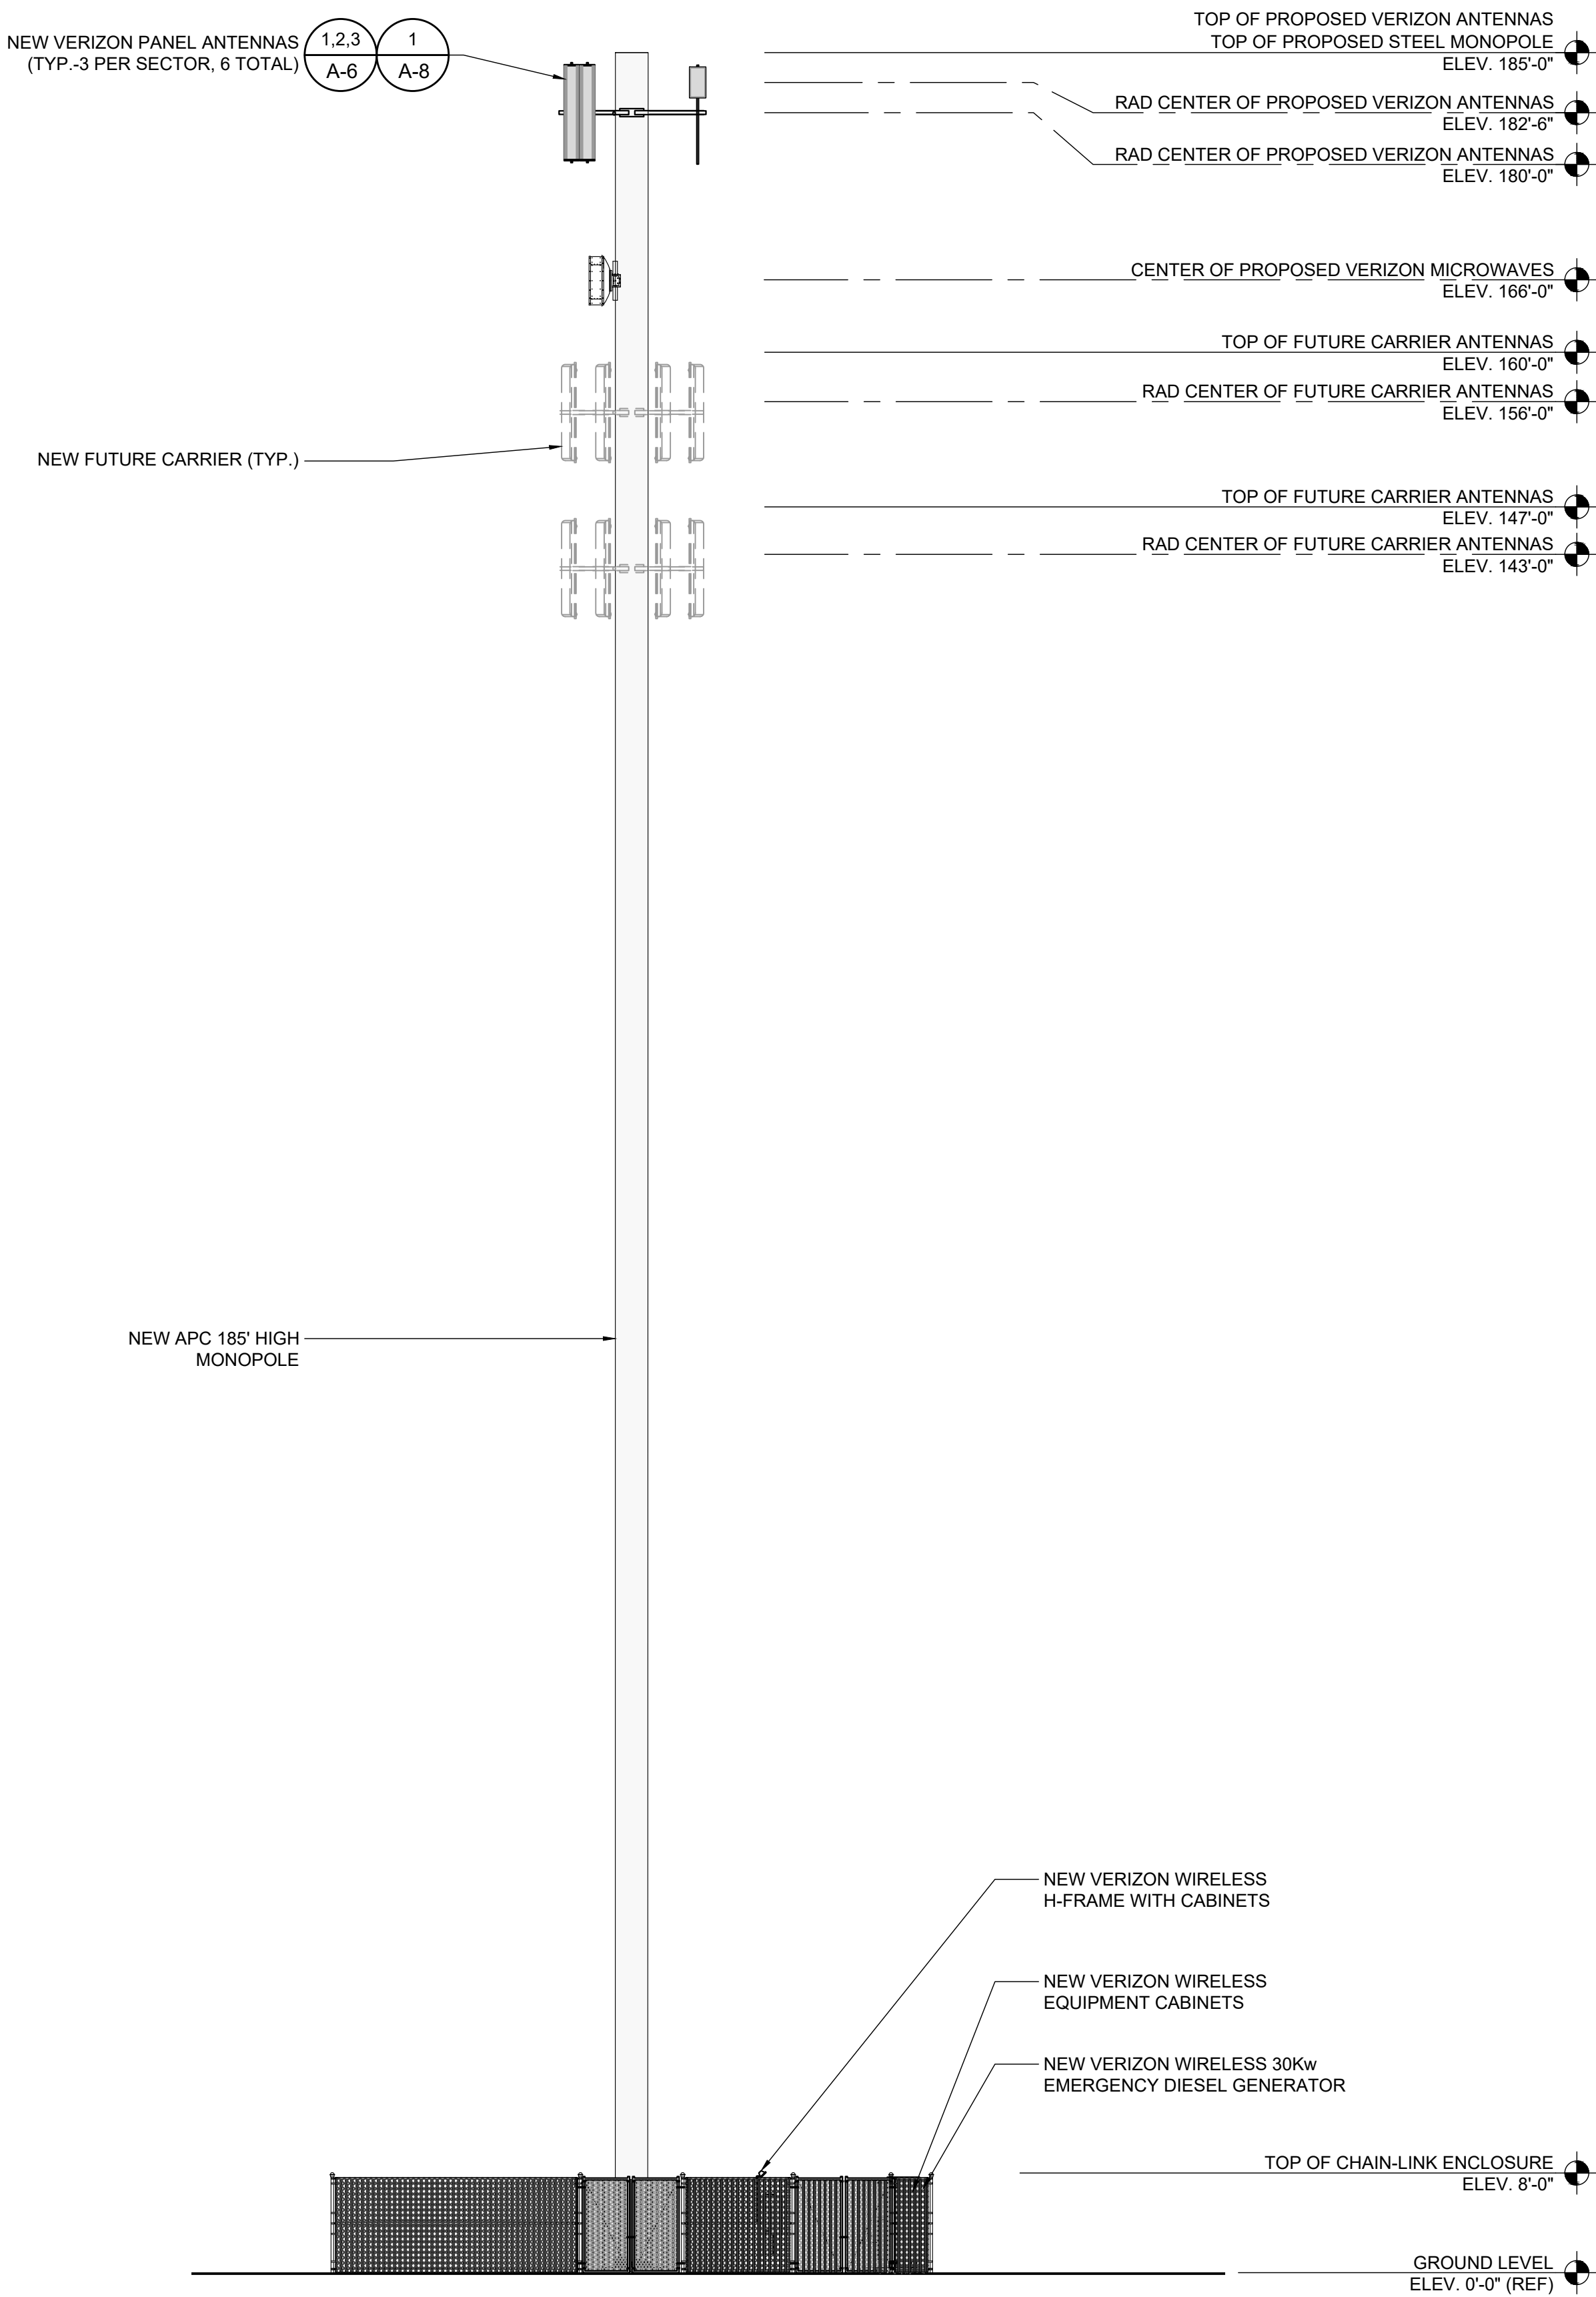 TOP OF PROPOSED VERIZON ANTENNAS
TOP OF PROPOSED STEEL MONOPOLE
ELEV. 185'-0"
NEW VERIZON PANEL ANTENNAS
(TYP.-3 PER SECTOR, 6 TOTAL)
1,2,3
A-6
1
A-8
RAD CENTER OF PROPOSED VERIZON ANTENNAS
ELEV. 182'-6"
RAD CENTER OF PROPOSED VERIZON ANTENNAS
ELEV. 180'-0"
CENTER OF PROPOSED VERIZON MICROWAVES
ELEV. 166'-0"
TOP OF FUTURE CARRIER ANTENNAS
ELEV. 160'-0"
RAD CENTER OF FUTURE CARRIER ANTENNAS
ELEV. 156'-0"
NEW FUTURE CARRIER (TYP.)
TOP OF FUTURE CARRIER ANTENNAS
ELEV. 147'-0"
RAD CENTER OF FUTURE CARRIER ANTENNAS
ELEV. 143'-0"
NEW APC 185' HIGH
MONOPOLE
NEW VERIZON WIRELESS
H-FRAME WITH CABINETS
NEW VERIZON WIRELESS
EQUIPMENT CABINETS
NEW VERIZON WIRELESS 30Kw
EMERGENCY DIESEL GENERATOR
TOP OF CHAIN-LINK ENCLOSURE
ELEV. 8'-0"
GROUND LEVEL
ELEV. 0'-0" (REF)